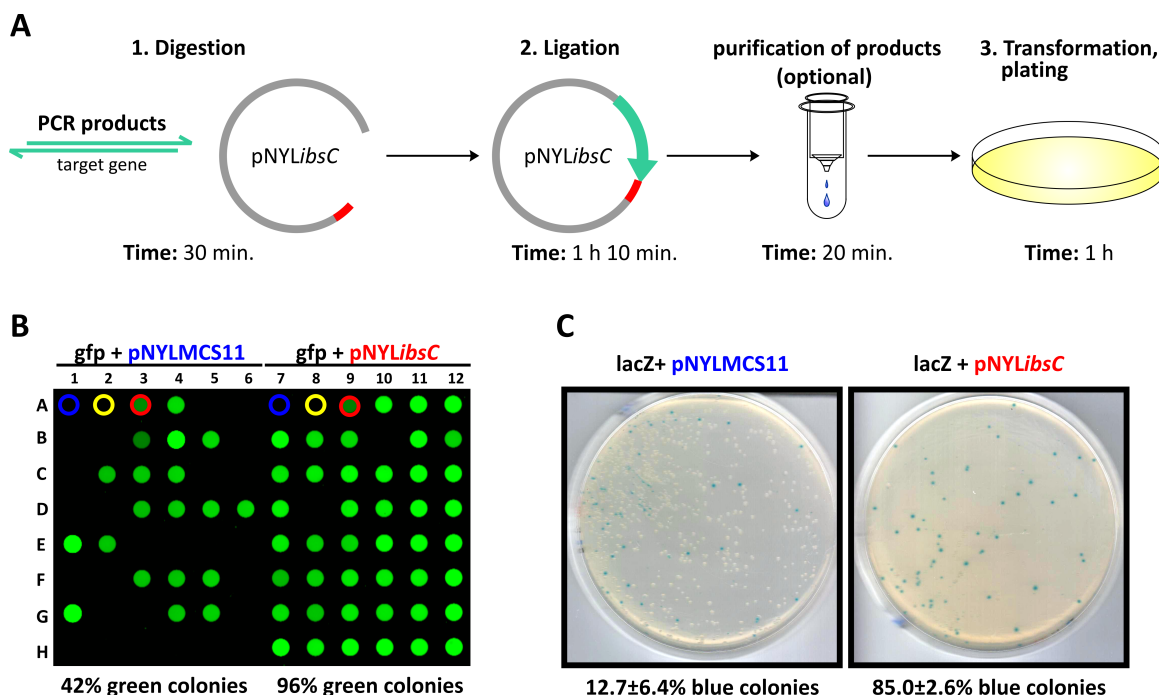 A
1. Digestion
2. Ligation
purification of products
(optional)
3. Transformation,
plating
PCR products
target gene
pNYLibsC
pNYLibsC
Time: 30 min.
Time: 1 h 10 min.
Time: 20 min.
Time: 1 h
B
gfp + pNYLMCS11
gfp + pNYLibsC
1 2 3 4 5 6 7 8 9 10 11 12
A
B
C
D
E
F
G
H
42% green colonies
96% green colonies
C
lacZ+ pNYLMCS11
lacZ + pNYLibsC
12.7±6.4% blue colonies
85.0±2.6% blue colonies